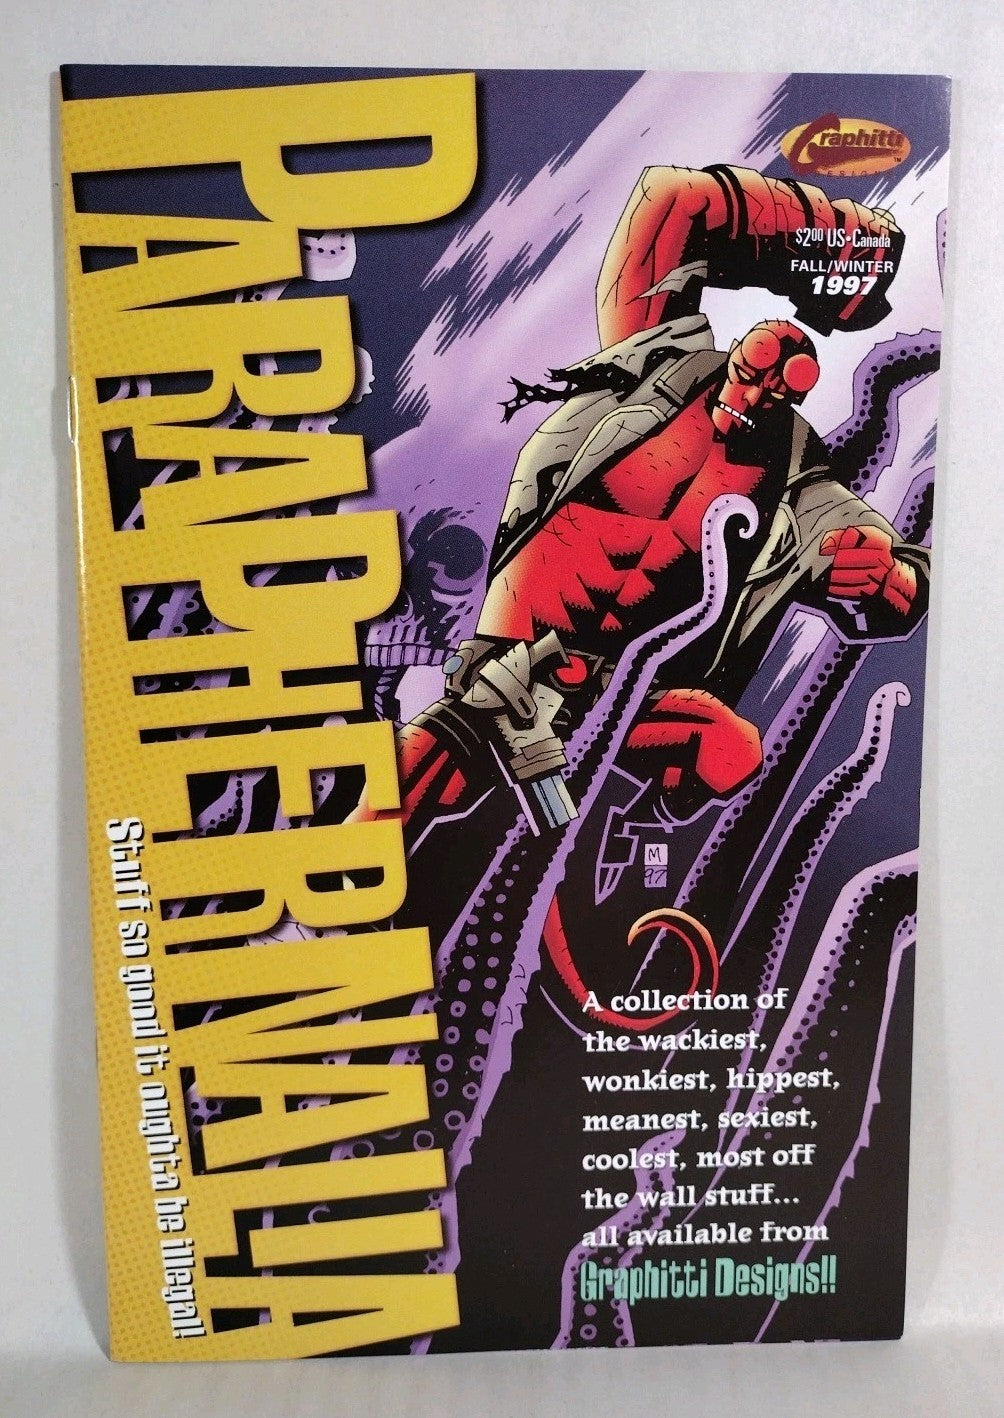 PARAPHERNALIA
Stuff so good it oughta be illegal!
Graphitti
DESIGNS
$2.00 US•Canada
FALL/WINTER
1997
M
97
A collection of
the wackiest,
wonkiest, hippest,
meanest, sexiest,
coolest, most off
the wall stuff...
all available from
Graphitti Designs!!